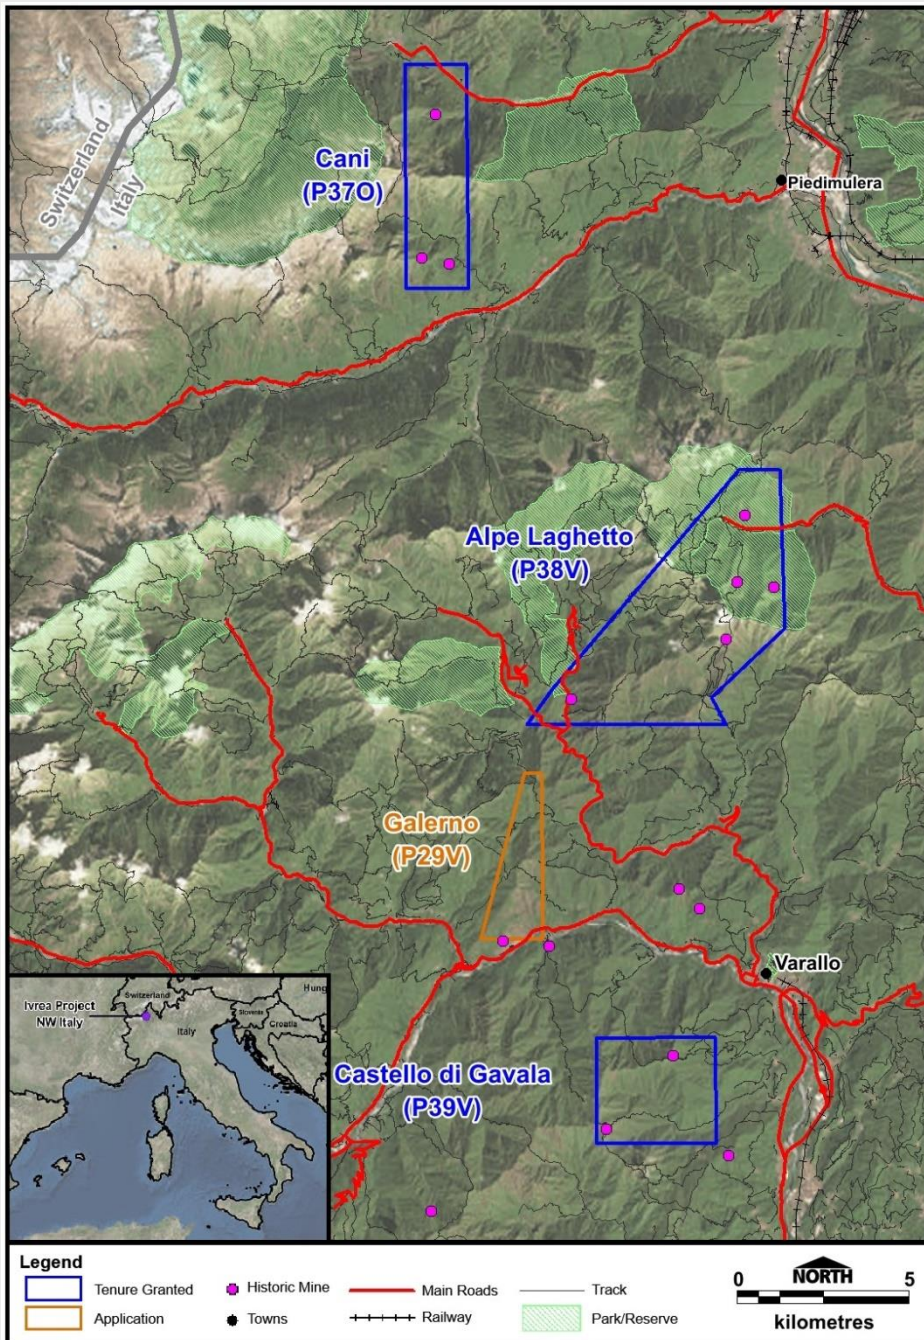 Switzerland
Italy
Cani
(P37O)
Piedimulera
Alpe Laghetto
(P38V)
Galerno
(P29V)
Varallo
Castello di Gavala
(P39V)
Ivrea Project
NW Italy
Switzerland
Hung
Slovenia
Croatia
Italy
Legend
Tenure Granted
Historic Mine
Main Roads
Track
Application
Towns
Railway
Park/Reserve
0
NORTH
5
kilometres